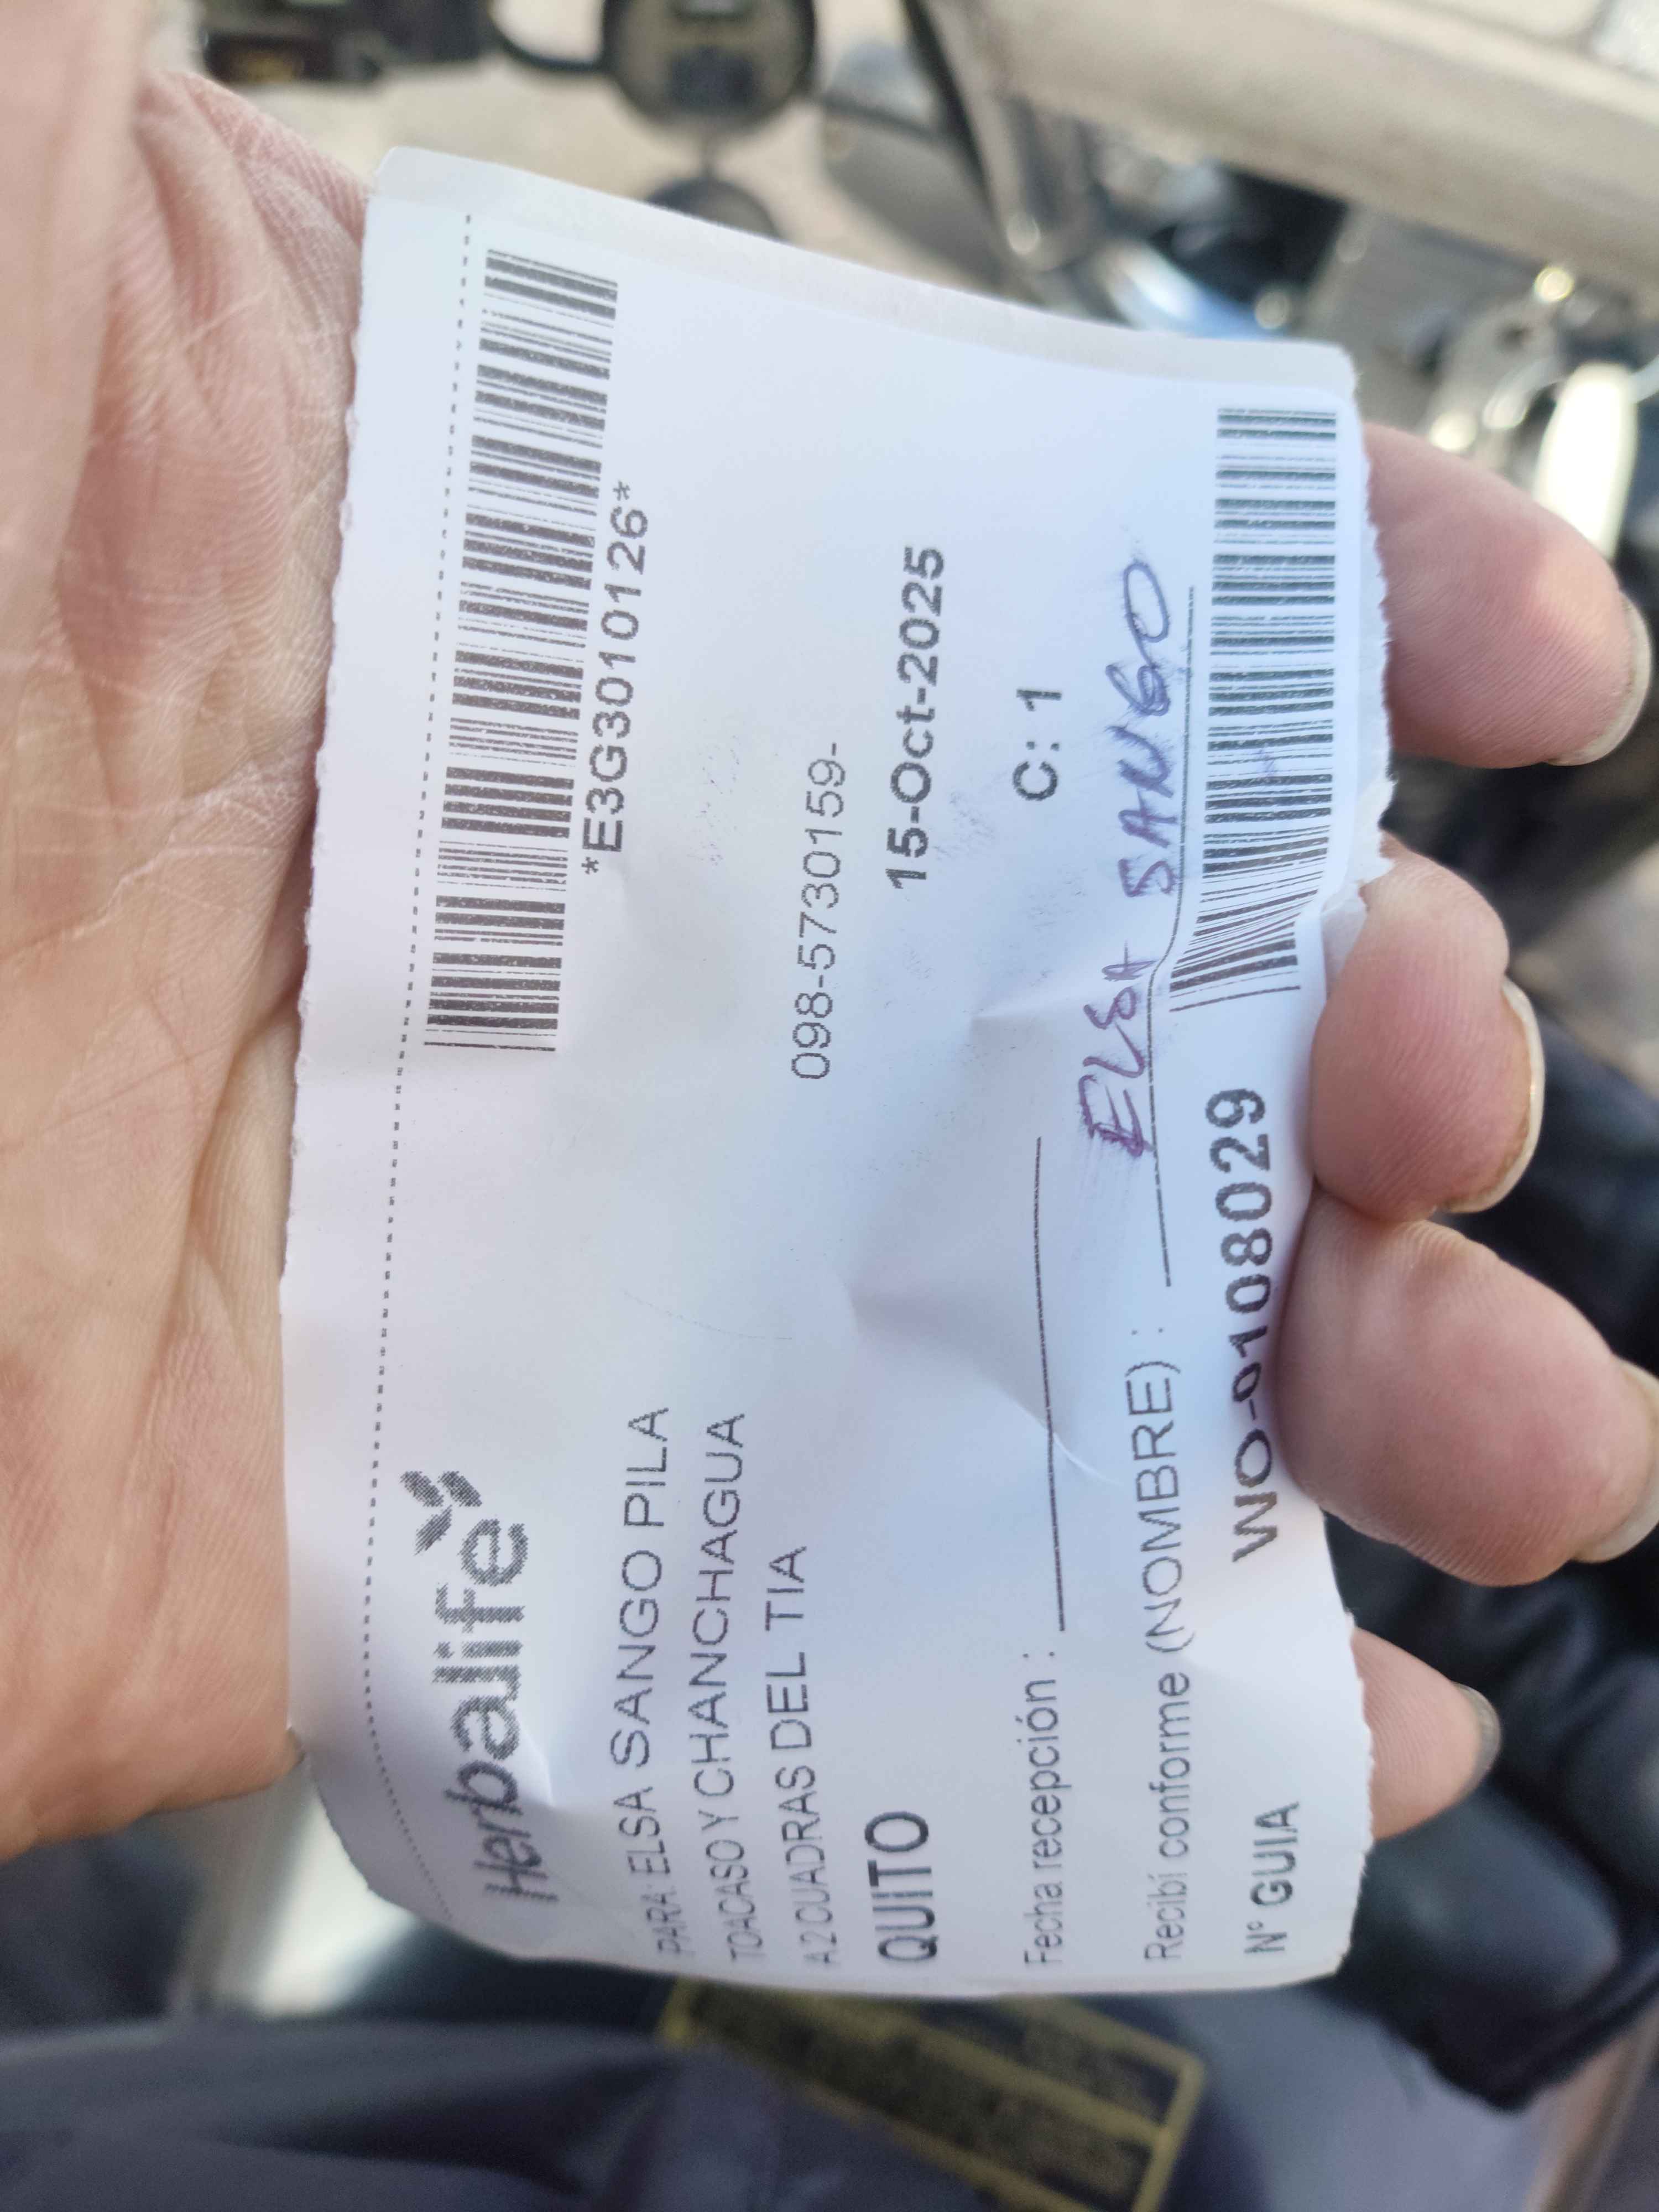 Herbalife
*E3G3010126*
PARA: ELSA SANGO PILA
TOACASO Y CHANCHAGUA
A 2 CUADRAS DEL TIA
098-5730159-
QUITO
15-Oct-2025
Fecha recepción :
C: 1
Recibí conforme (NOMBRE) : ELSA SANGO
N° GUIA WO-0108029